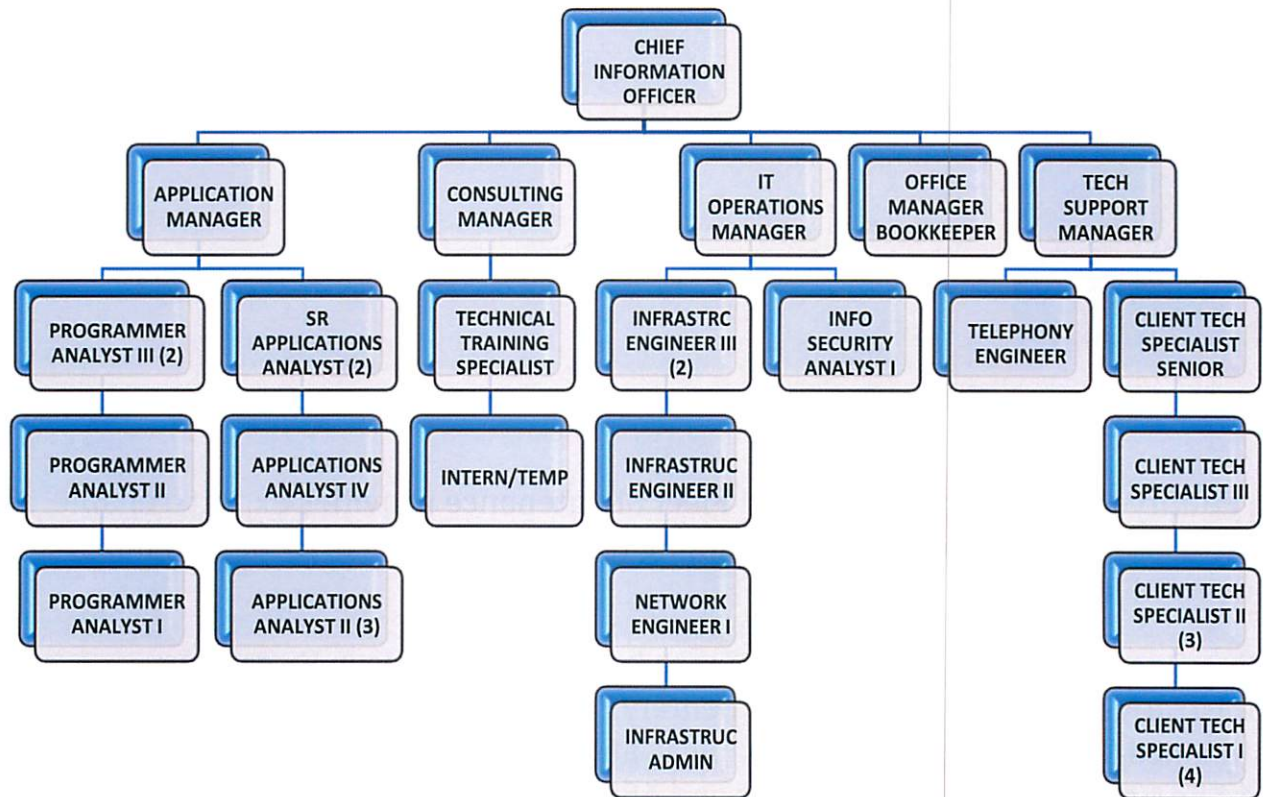 CHIEF
INFORMATION
OFFICER
APPLICATION
MANAGER
CONSULTING
MANAGER
IT
OPERATIONS
MANAGER
OFFICE
MANAGER
BOOKKEEPER
TECH
SUPPORT
MANAGER
PROGRAMMER
ANALYST III (2)
SR
APPLICATIONS
ANALYST (2)
TECHNICAL
TRAINING
SPECIALIST
INFRASTRC
ENGINEER III
(2)
INFO
SECURITY
ANALYST I
TELEPHONY
ENGINEER
CLIENT TECH
SPECIALIST
SENIOR
PROGRAMMER
ANALYST II
APPLICATIONS
ANALYST IV
INTERN/TEMP
INFRASTRUC
ENGINEER II
CLIENT TECH
SPECIALIST III
PROGRAMMER
ANALYST I
APPLICATIONS
ANALYST II (3)
NETWORK
ENGINEER I
CLIENT TECH
SPECIALIST II
(3)
INFRASTRUC
ADMIN
CLIENT TECH
SPECIALIST I
(4)